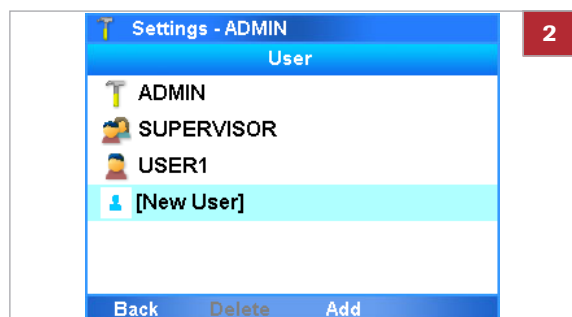 Settings - ADMIN
2
User
ADMIN
SUPERVISOR
USER1
[New User]
Back Delete Add